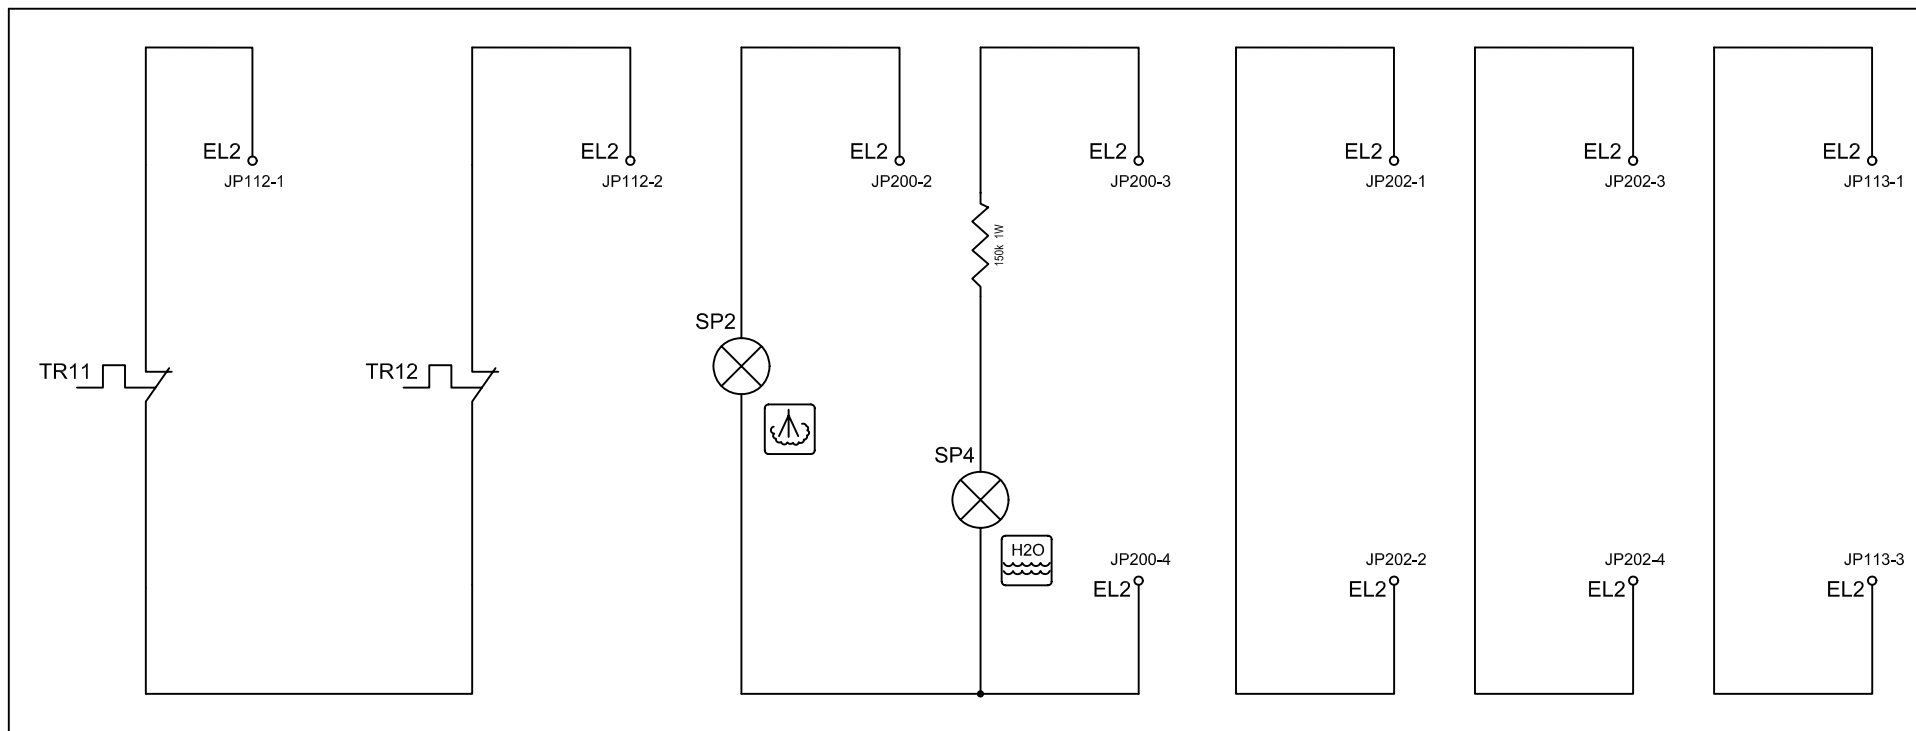 EL2
JP112-1
EL2
JP112-2
EL2
JP200-2
EL2
JP200-3
EL2
JP202-1
EL2
JP202-3
EL2
JP113-1
150k 1W
SP2
TR11
TR12
SP4
H2O
JP200-4
EL2
JP202-2
EL2
JP202-4
EL2
JP113-3
EL2